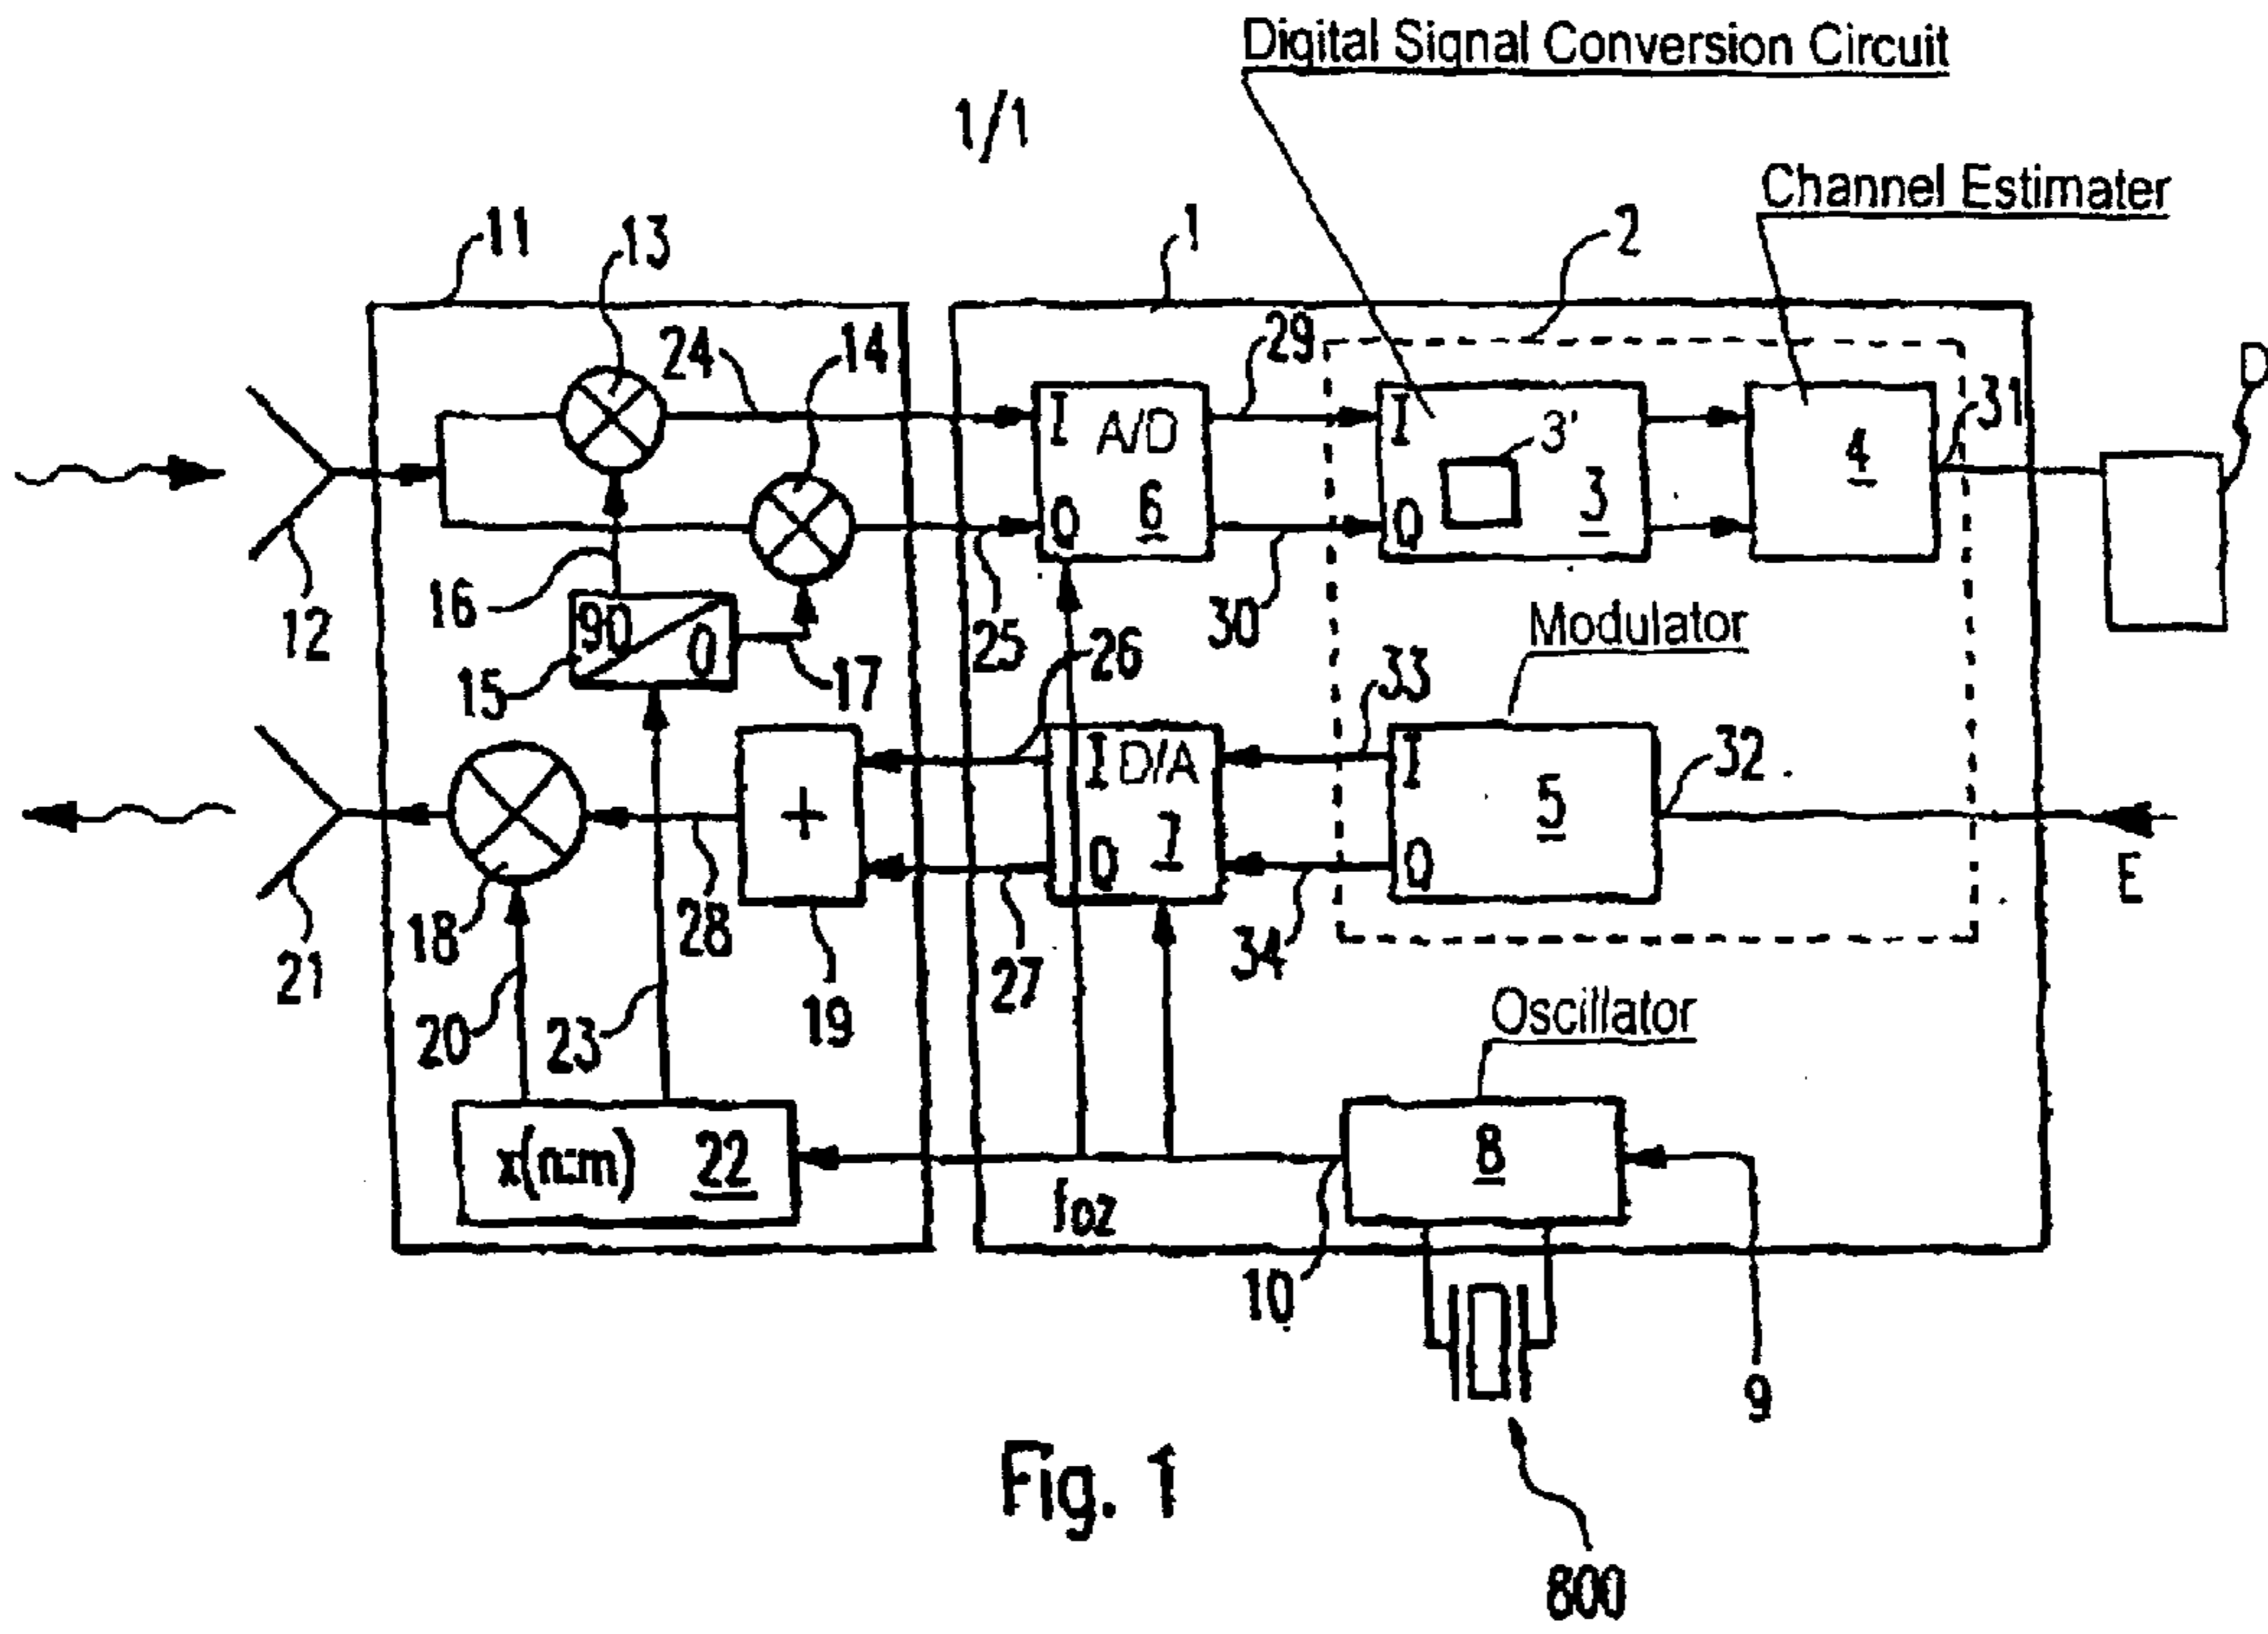 Digital Signal Conversion Circuit
1/1
Channel Estimater
11
13
1
2
24
14
29
31
D
I
A/D
I
3'
4
Q
6
Q
3
12
16
90
0
25
26
30
Modulator
15
17
33
32
I
D/A
I
+
5
Q
7
Q
E
21
18
28
27
34
20
23
19
Oscillator
x(n:m)
22
8
foz
10
9
Fig. 1
800